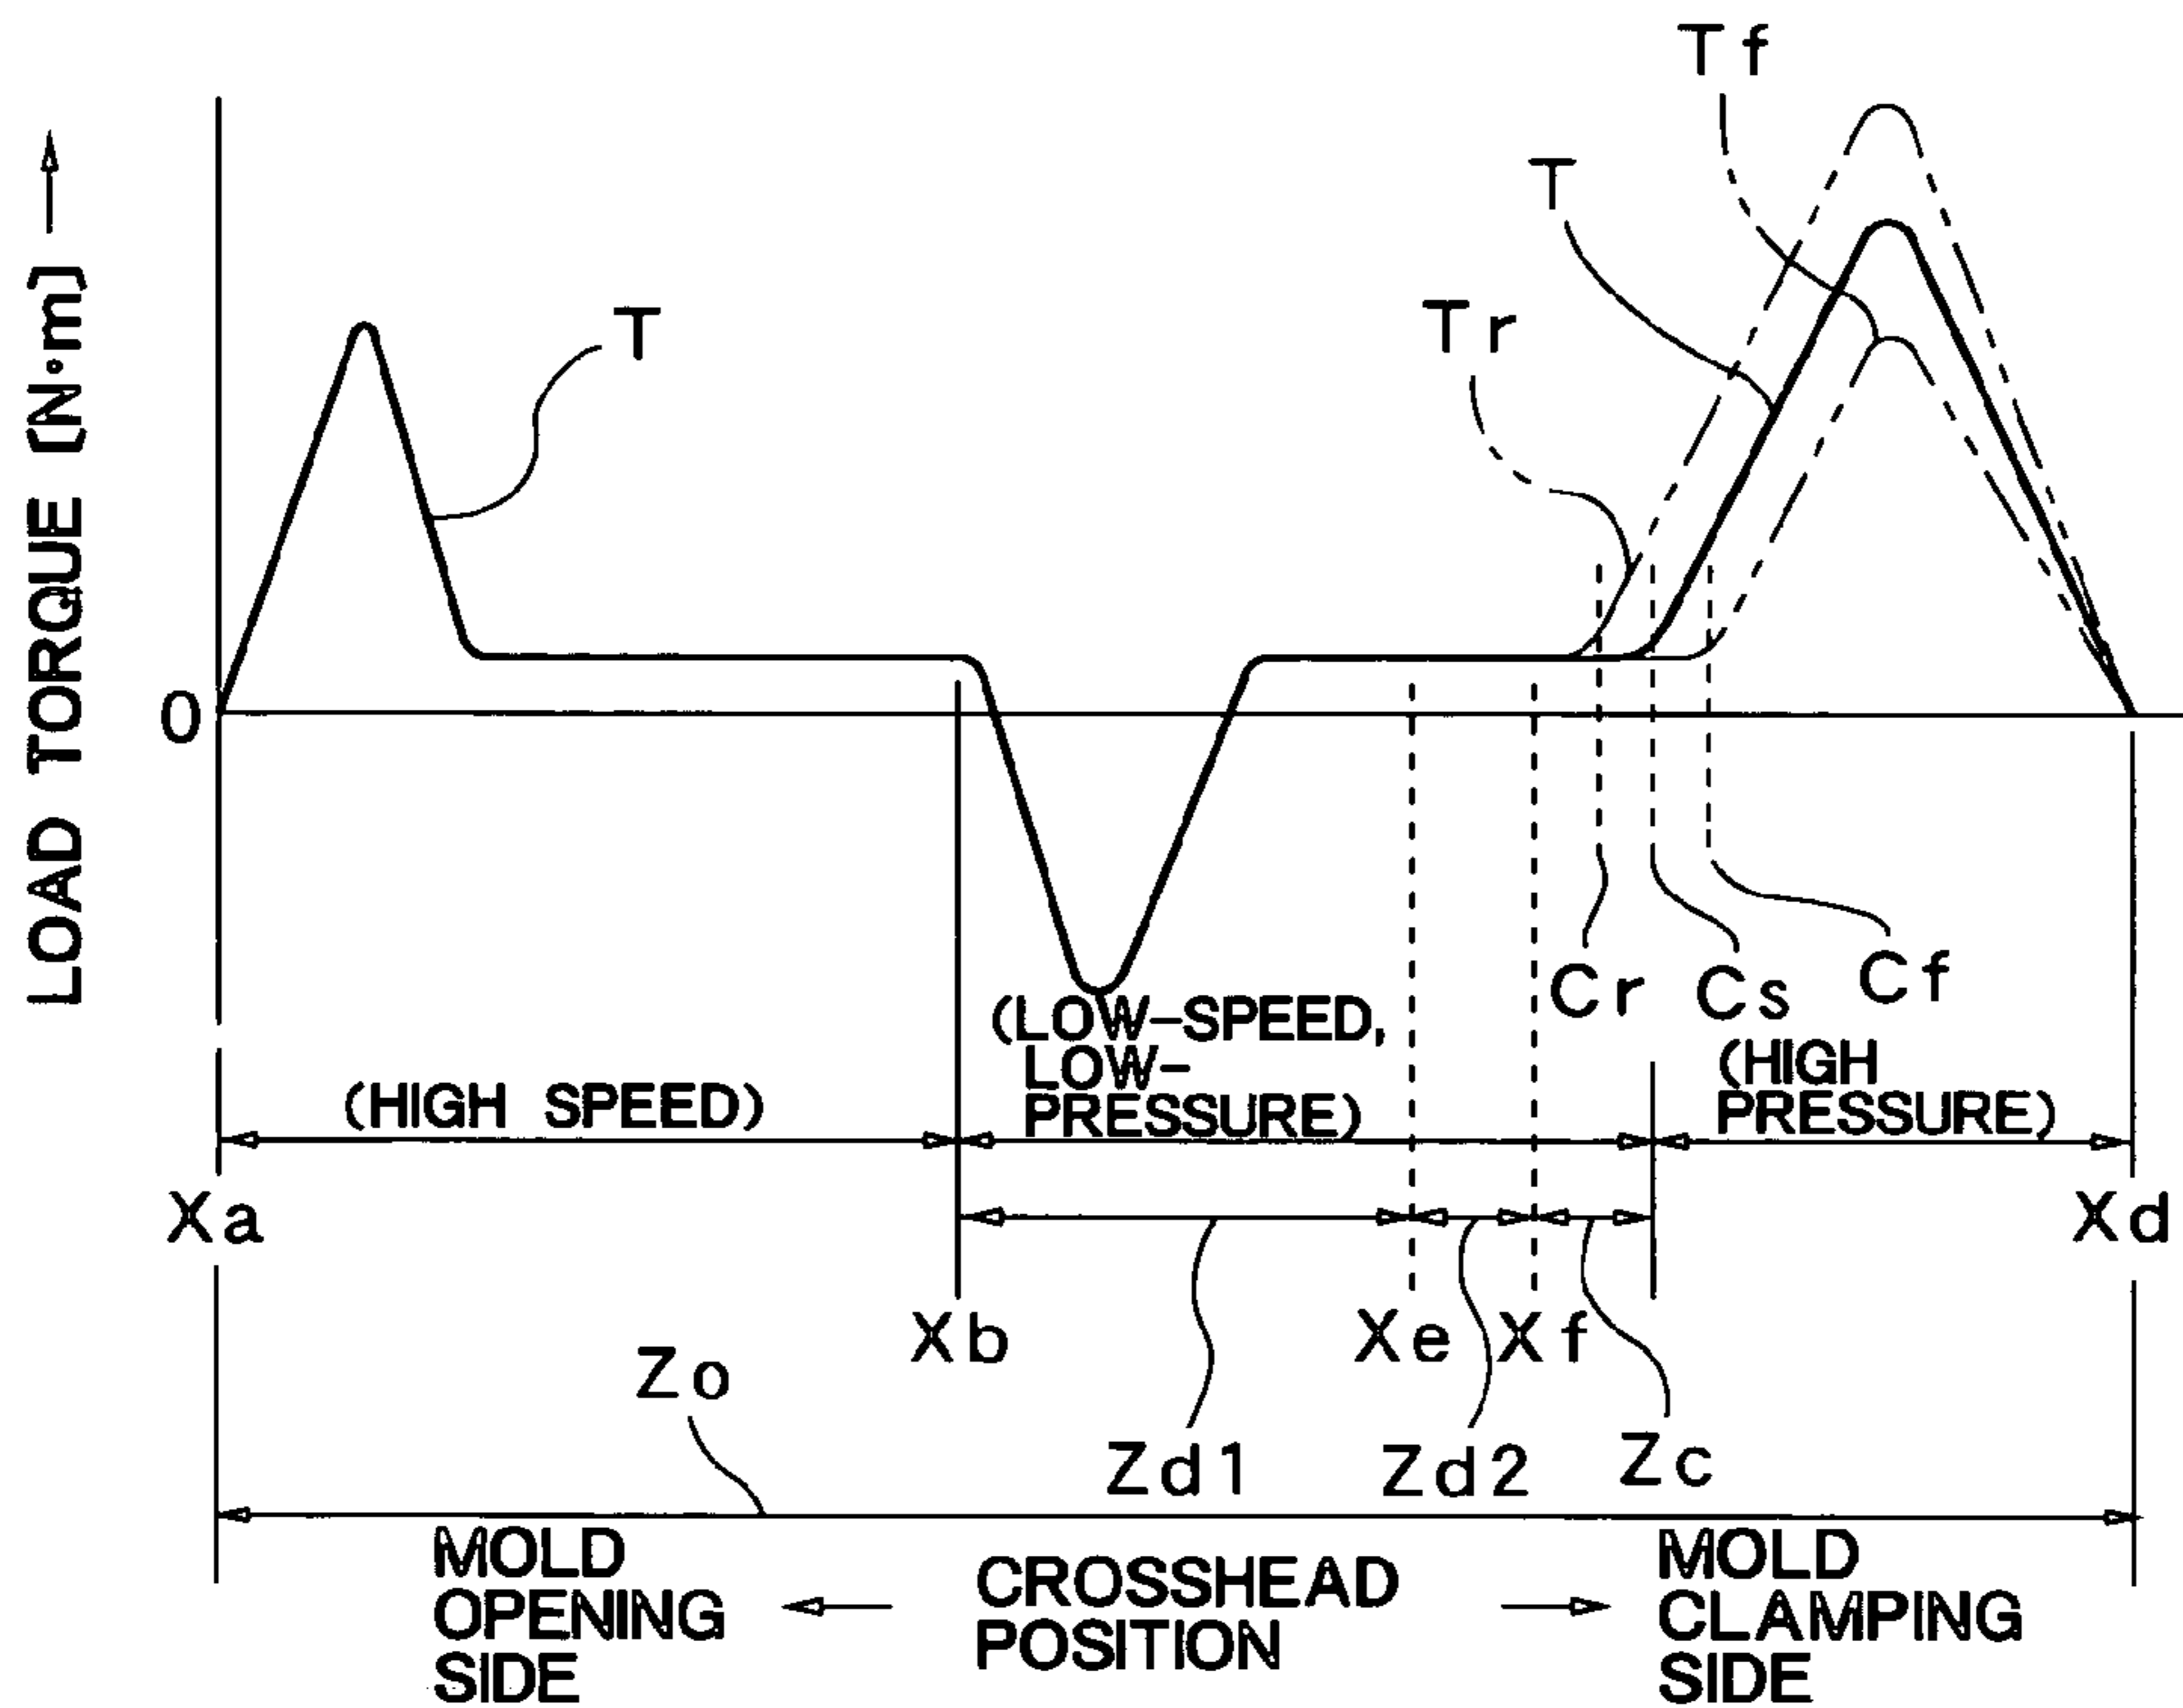 Tf
T
Tr
T
LOAD TORQUE [N·m]
0
Cr Cs Cf
(LOW-SPEED,
LOW-
PRESSURE)
(HIGH
PRESSURE)
(HIGH SPEED)
Xa
Xd
Xb
Xe
Xf
Zo
Zd1
Zd2
Zc
MOLD
OPENING
SIDE
CROSSHEAD
POSITION
MOLD
CLAMPING
SIDE